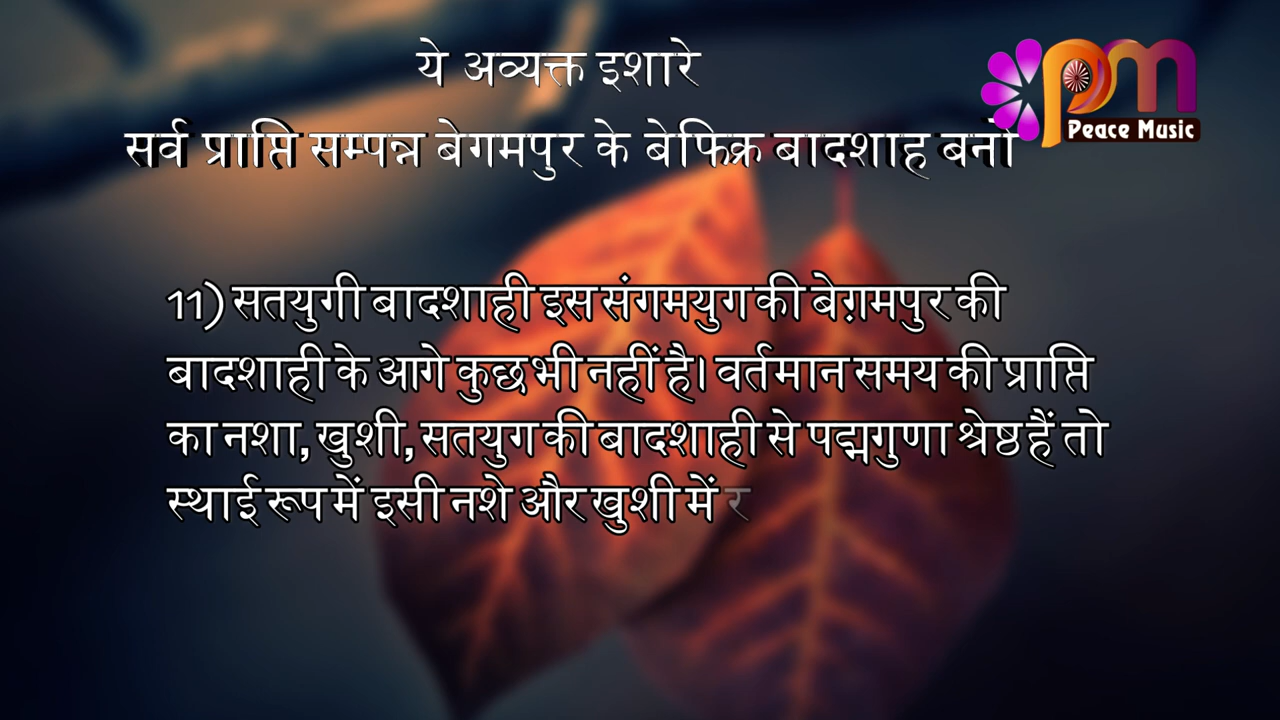 ये अव्यक्त इशारे
सर्व प्राप्ति सम्पन्न बेगमपुर के बेफिक्र बादशाह बनो
pm
Peace Music
11) सतयुगी बादशाही इस संगमयुग की बेग़मपुर की
बादशाही के आगे कुछ भी नहीं है। वर्तमान समय की प्राप्ति
का नशा, खुशी, सतयुग की बादशाही से पद्मगुणा श्रेष्ठ हैं तो
स्थाई रूप में इसी नशे और खुशी में र